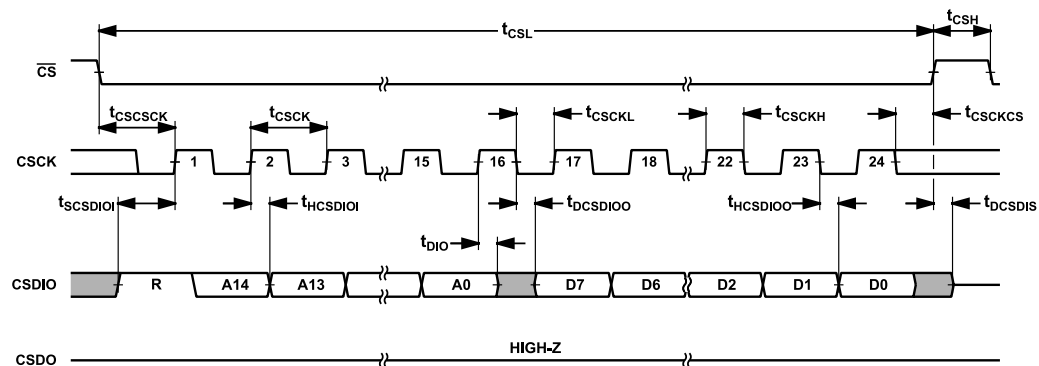 tCSL tCSH
CS
tCSCSCK tCSCK tCSCKL tCSCKH tCSCKCS
CSCK 1 2 3 15 16 17 18 22 23 24
tSCSDIOI tHCSDIOI tDCSDIOO tHCSDIOO tDCSDIS
tDIO
CSDIO R A14 A13 A0 D7 D6 D2 D1 D0
HIGH-Z
CSDO